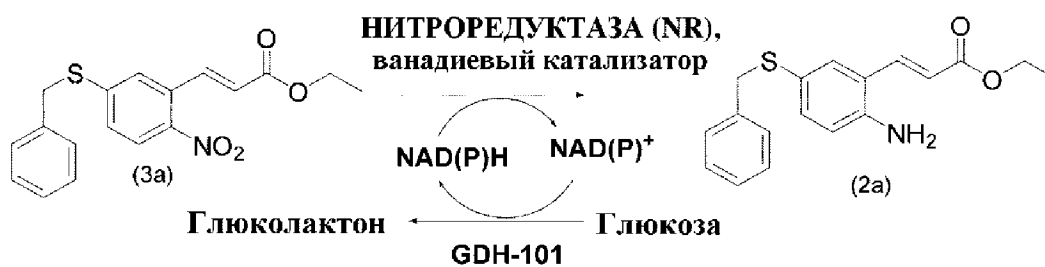 НИТРОРЕДУКТАЗА (NR),
ванадиевый катализатор
S
O
O
NO2
(3a)
NAD(P)H
NAD(P)+
S
O
O
NH2
(2a)
Глюколактон
Глюкоза
GDH-101